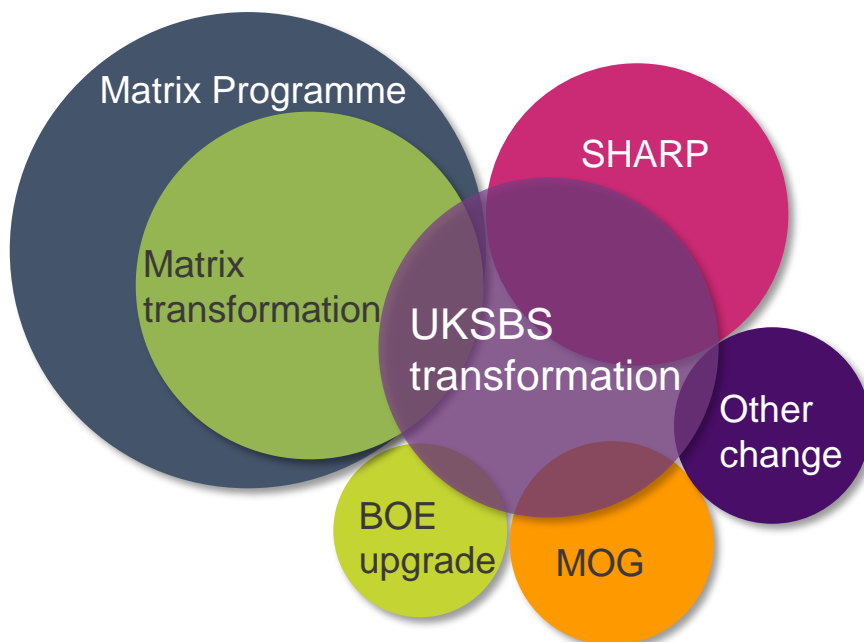 Matrix Programme
SHARP
Matrix
transformation
UKSBS
transformation
Other
change
BOE
upgrade
MOG